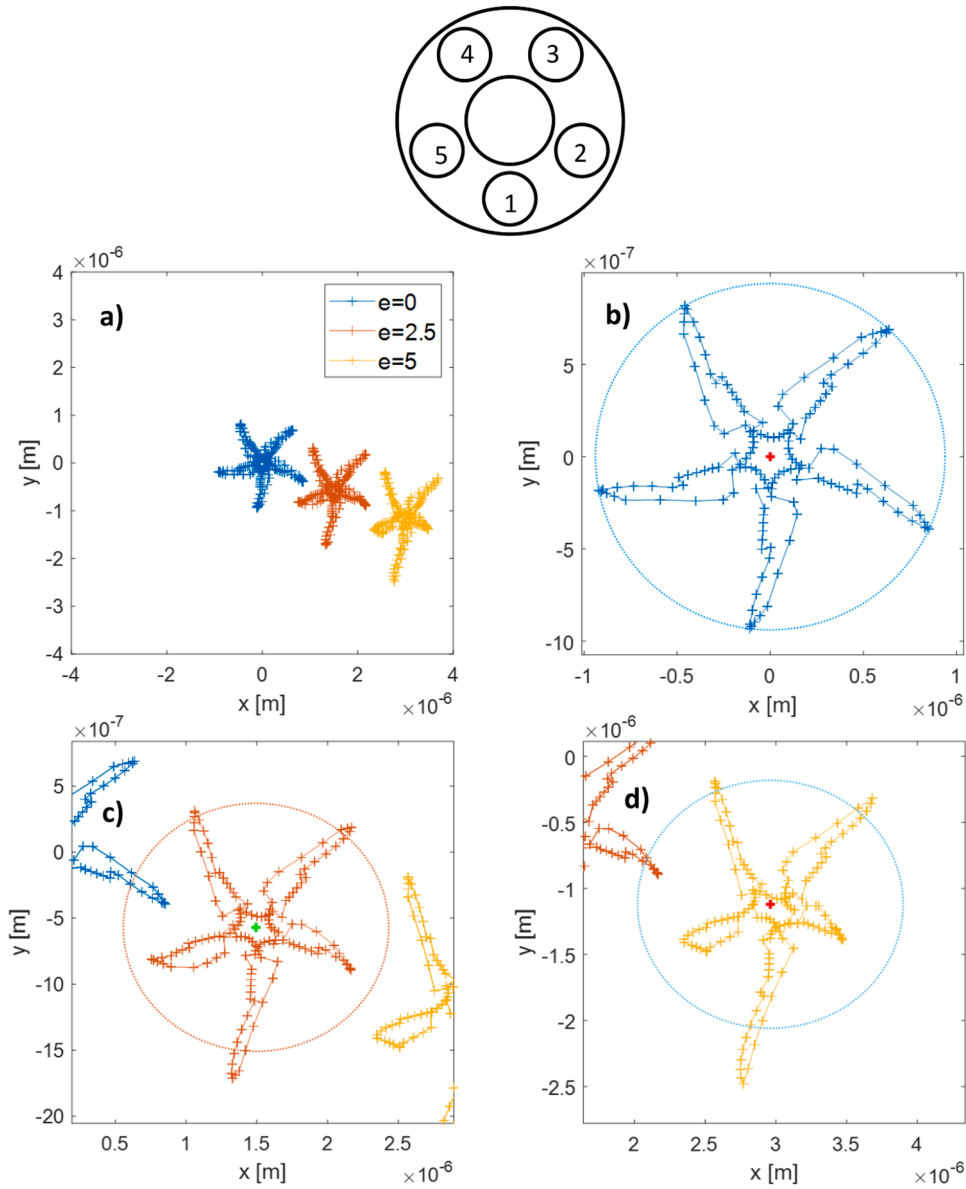 4 3
5 2
1
×10⁻⁶
a)
e=0
e=2.5
e=5
4
3
2
1
0
-1
-2
-3
-4
y [m]
-4 -2 0 2 4
x [m]
×10⁻⁶
×10⁻⁷
b)
5
0
-5
-10
y [m]
-1 -0.5 0 0.5 1
x [m]
×10⁻⁶
×10⁻⁷
c)
5
0
-5
-10
-15
-20
y [m]
0.5 1 1.5 2 2.5
x [m]
×10⁻⁶
×10⁻⁶
d)
0
-0.5
-1
-1.5
-2
-2.5
y [m]
2 2.5 3 3.5 4
x [m]
×10⁻⁶